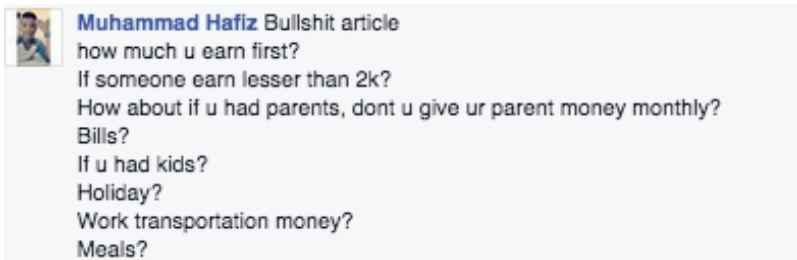 Muhammad Hafiz Bullshit article
how much u earn first?
If someone earn lesser than 2k?
How about if u had parents, dont u give ur parent money monthly?
Bills?
If u had kids?
Holiday?
Work transportation money?
Meals?